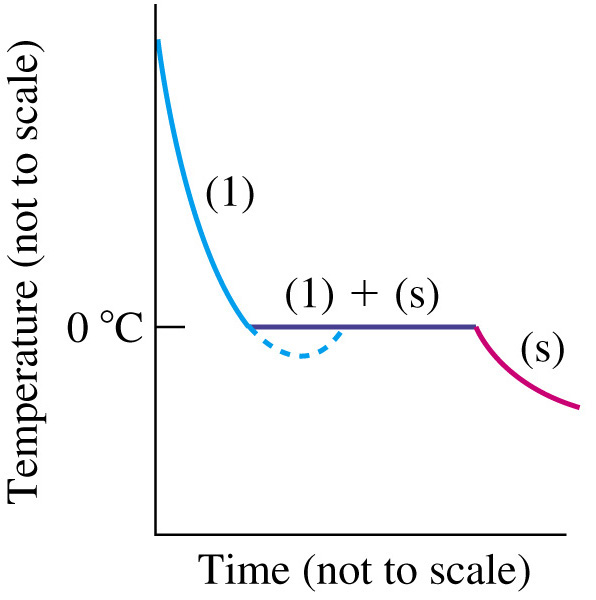 Temperature (not to scale)
(1)
(1) + (s)
0 °C
(s)
Time (not to scale)